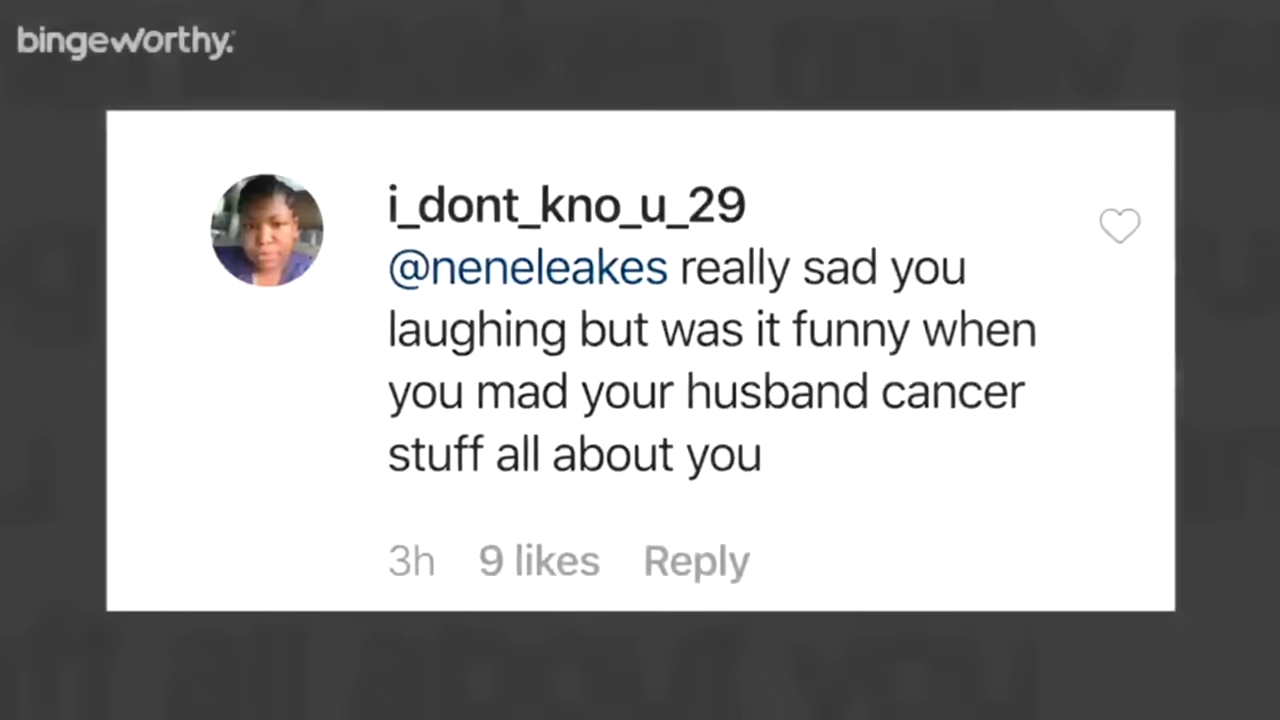 bingeworthy.
i_dont_kno_u_29
@neneleakes really sad you
laughing but was it funny when
you mad your husband cancer
stuff all about you
3h 9 likes Reply